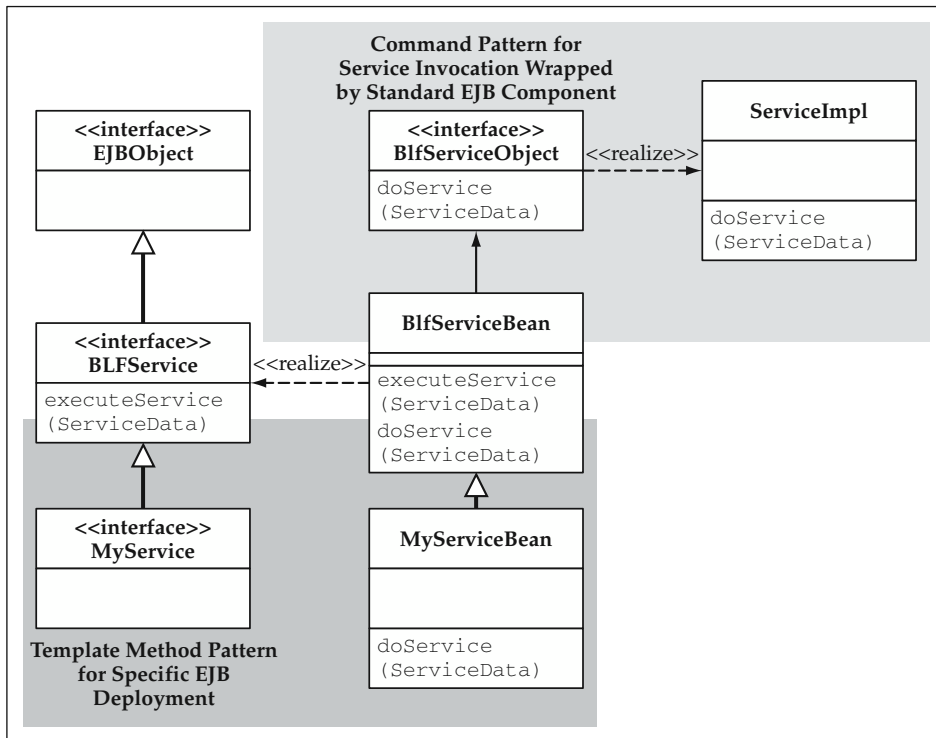 Command Pattern for
Service Invocation Wrapped
by Standard EJB Component
<<interface>>
EJBObject
<<interface>>
BlfServiceObject
doService
(ServiceData)
<<realize>>
ServiceImpl
doService
(ServiceData)
<<interface>>
BLFService
executeService
(ServiceData)
<<realize>>
BlfServiceBean
executeService
(ServiceData)
doService
(ServiceData)
<<interface>>
MyService
MyServiceBean
doService
(ServiceData)
Template Method Pattern
for Specific EJB
Deployment